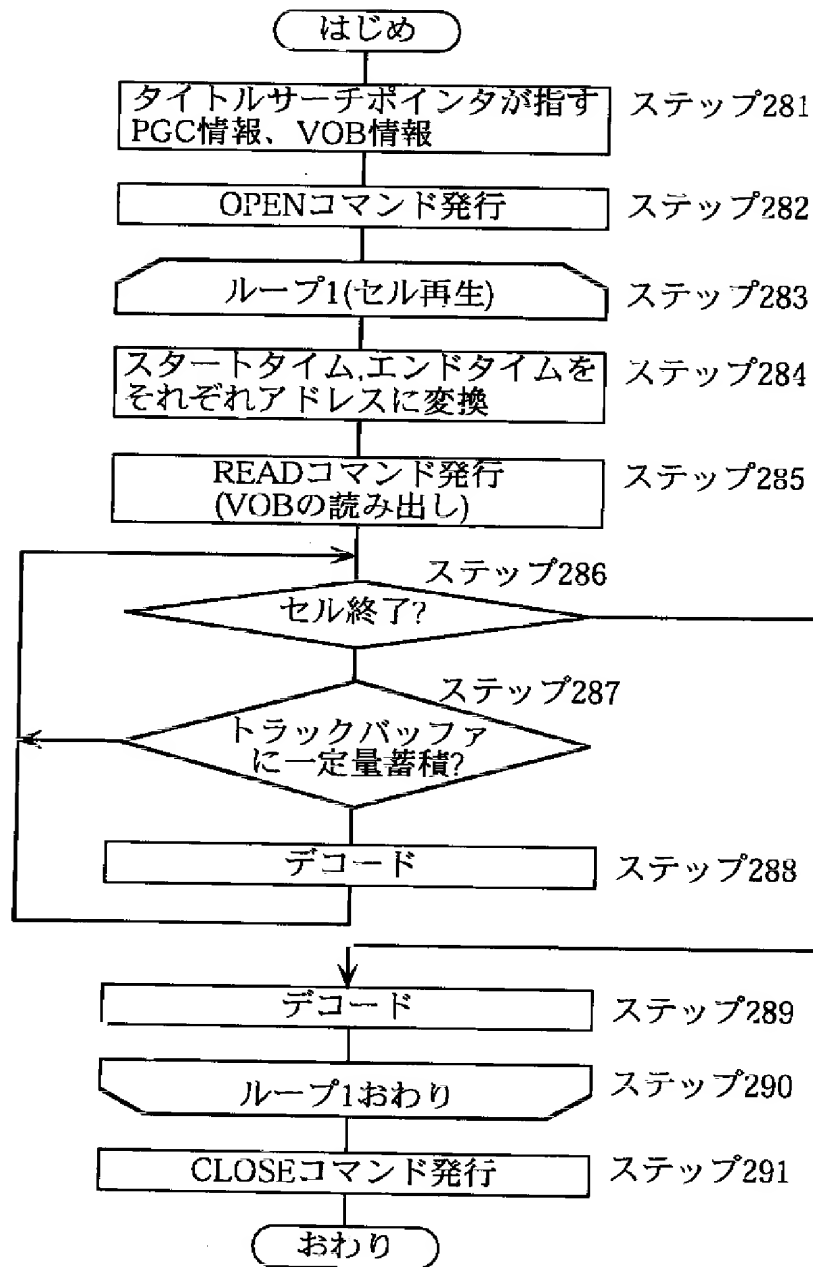 はじめ
タイトルサーチポインタが指す
PGC情報、VOB情報
ステップ281
OPENコマンド発行
ステップ282
ループ1(セル再生)
ステップ283
スタートタイム,エンドタイムを
それぞれアドレスに変換
ステップ284
READコマンド発行
(VOBの読み出し)
ステップ285
ステップ286
セル終了?
ステップ287
トラックバッファ
に一定量蓄積?
デコード
ステップ288
デコード
ステップ289
ループ1おわり
ステップ290
CLOSEコマンド発行
ステップ291
おわり